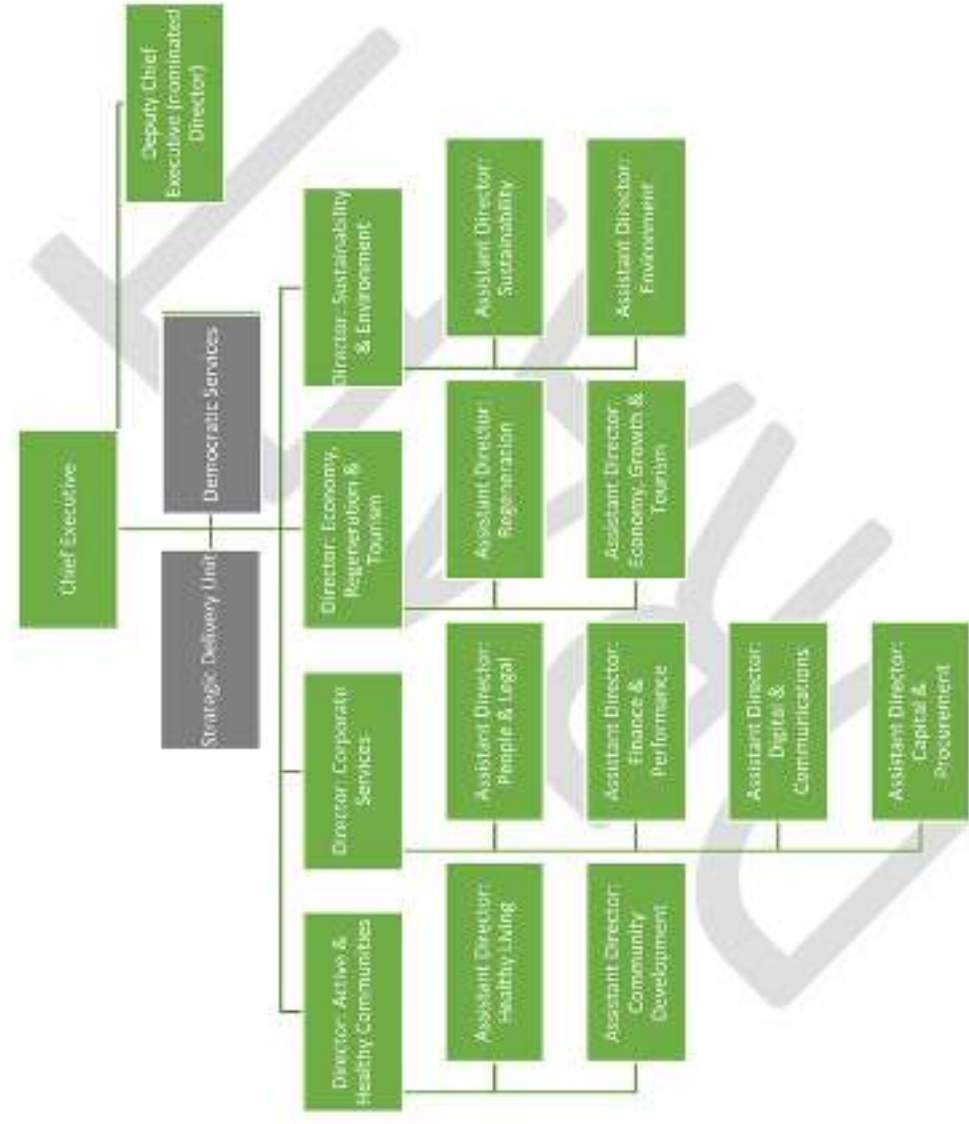 Chief Executive
Deputy Chief
Executive (nominated
Director)
Strategic Delivery Unit
Democratic Services
Director: Active &
Healthy Communities
Director: Corporate
Services
Director: Economy,
Regeneration &
Tourism
Director: Sustainability
& Environment
Assistant Director:
Healthy Living
Assistant Director:
Community
Development
Assistant Director:
People & Legal
Assistant Director:
Finance &
Performance
Assistant Director:
Digital &
Communications
Assistant Director:
Capital &
Procurement
Assistant Director:
Regeneration
Assistant Director:
Economy, Growth &
Tourism
Assistant Director:
Sustainability
Assistant Director:
Environment